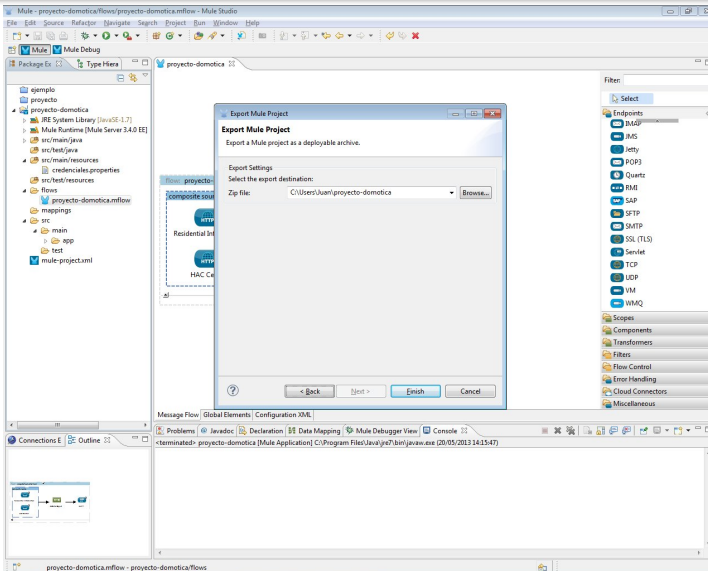 Mule - proyecto-domotica/flows/proyecto-domotica.mflow - Mule Studio
File Edit Source Refactor Navigate Search Project Run Window Help
Mule Mule Debug
Package Ex Type Hiera
ejemplo
proyecto
proyecto-domotica
JRE System Library [JavaSE-1.7]
Mule Runtime [Mule Server 3.4.0 EE]
src/main/java
src/test/java
src/main/resources
credenciales.properties
src/test/resources
flows
proyecto-domotica.mflow
mappings
src
main
app
test
mule-project.xml
proyecto-domotica
flow: proyecto-
composite sour
HTTP
Residential Int
HTTP
HAC Ce
Export Mule Project
Export Mule Project
Export a Mule project as a deployable archive.
Export Settings
Select the export destination:
Zip file: C:\Users\Juan\proyecto-domotica Browse...
< Back Next > Finish Cancel
Filter:
Select
Endpoints
IMAP
JMS
Jetty
POP3
Quartz
RMI
SAP
SFTP
SMTP
SSL (TLS)
Servlet
TCP
UDP
VM
WMQ
Scopes
Components
Transformers
Filters
Flow Control
Error Handling
Cloud Connectors
Miscellaneous
Message Flow Global Elements Configuration XML
Connections E Outline
Problems Javadoc Declaration Data Mapping Mule Debugger View Console
<terminated> proyecto-domotica [Mule Application] C:\Program Files\Java\jre7\bin\javaw.exe (20/05/2013 14:15:47)
proyecto-domotica.mflow - proyecto-domotica/flows